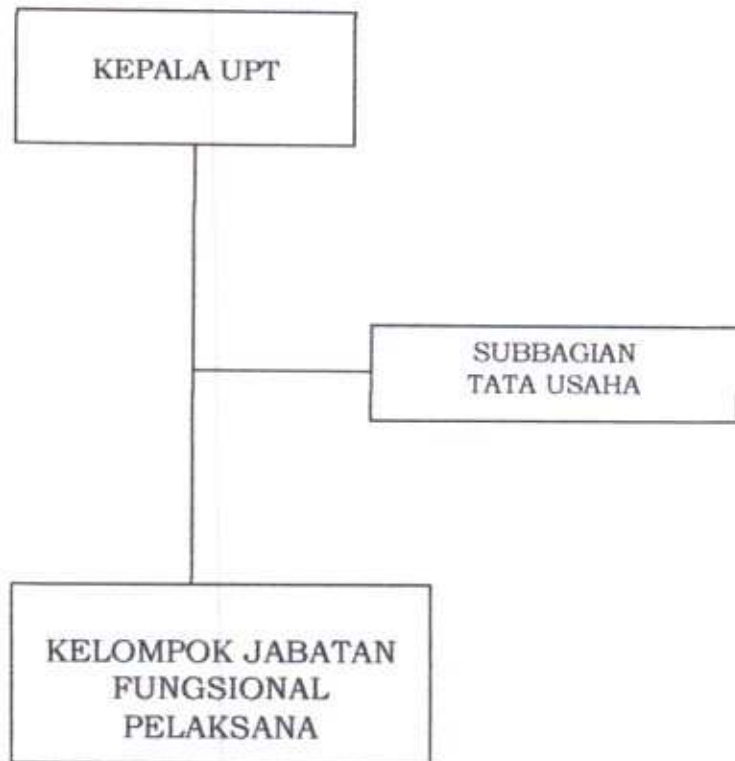 KEPALA UPT
SUBBAGIAN
TATA USAHA
KELOMPOK JABATAN
FUNGSIONAL
PELAKSANA